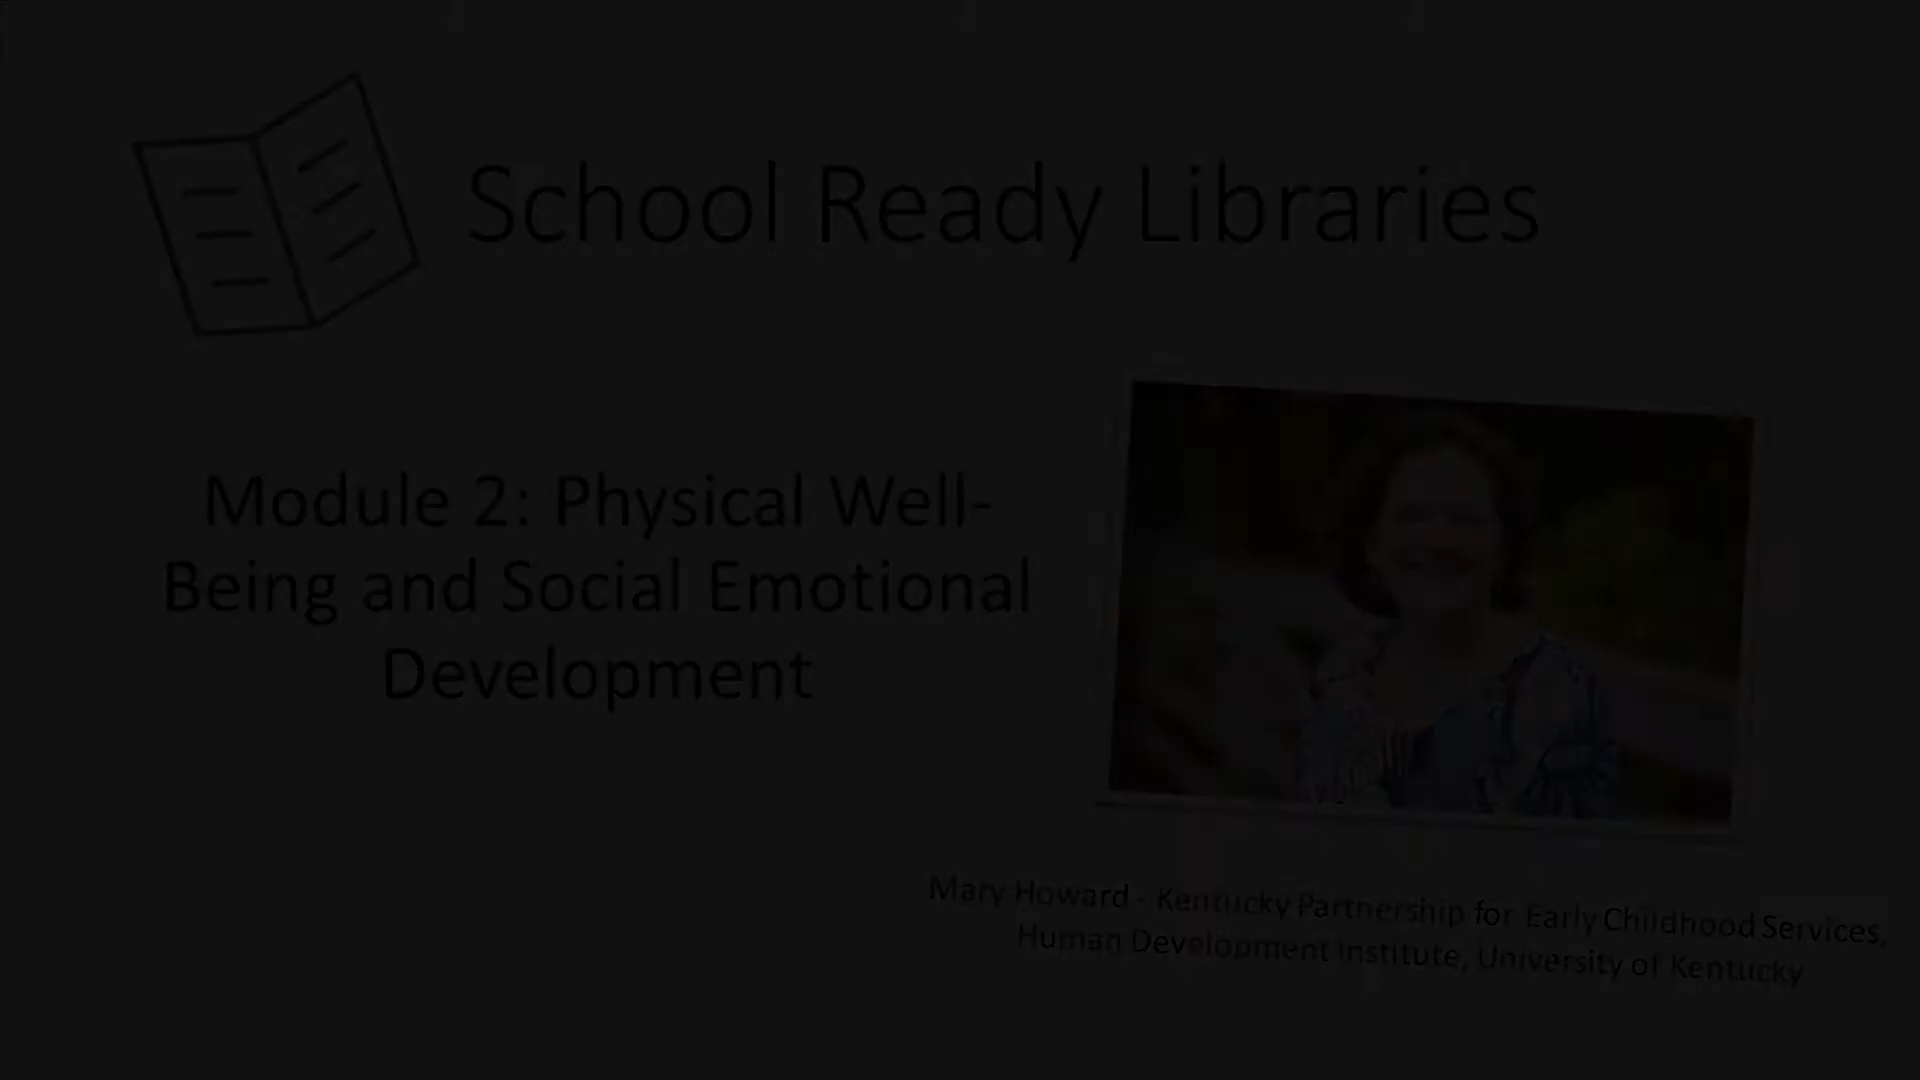 School Ready Libraries
Module 2: Physical Well-
Being and Social Emotional
Development
Mary Howard - Kentucky Partnership for Early Childhood Services,
Human Development Institute, University of Kentucky